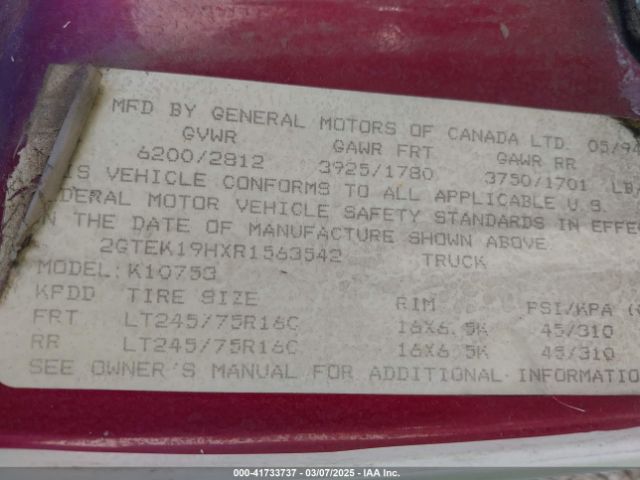 MFD BY GENERAL MOTORS OF CANADA LTD. 05/94
GVWR GAWR FRT GAWR RR
6200/2812 3925/1780 3750/1701 LB
IS VEHICLE CONFORMS TO ALL APPLICABLE U.S.
DERAL MOTOR VEHICLE SAFETY STANDARDS IN EFFE
N THE DATE OF MANUFACTURE SHOWN ABOVE
2GTEK19HXR1563542 TRUCK
MODEL: K10753
KFDD TIRE SIZE RIM PSI/KPA
FRT LT245/75R16C 16X6.5K 45/310
RR LT245/75R16C 16X6.5K 45/310
SEE OWNER'S MANUAL FOR ADDITIONAL INFORMATIO
000-41733737 - 03/07/2025 - IAA